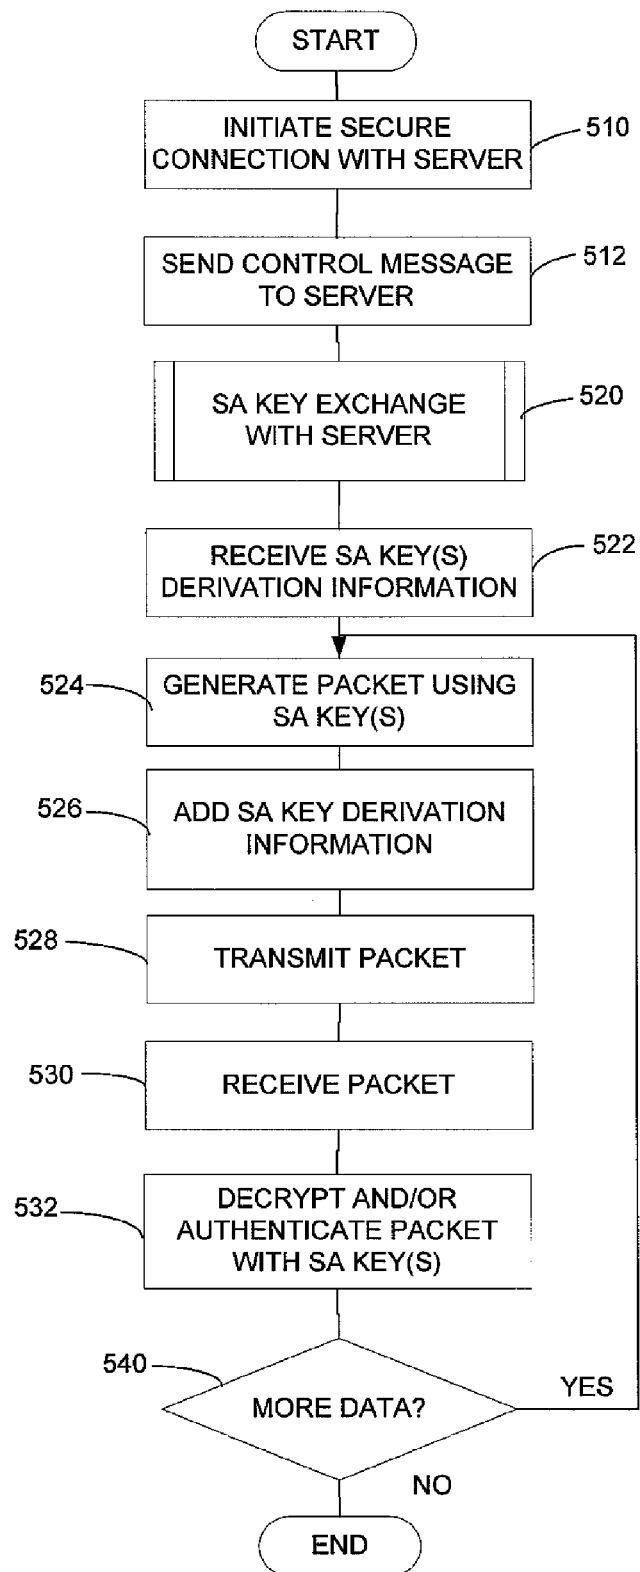 START
INITIATE SECURE
CONNECTION WITH SERVER
510
SEND CONTROL MESSAGE
TO SERVER
512
SA KEY EXCHANGE
WITH SERVER
520
RECEIVE SA KEY(S)
DERIVATION INFORMATION
522
524
GENERATE PACKET USING
SA KEY(S)
526
ADD SA KEY DERIVATION
INFORMATION
528
TRANSMIT PACKET
530
RECEIVE PACKET
532
DECRYPT AND/OR
AUTHENTICATE PACKET
WITH SA KEY(S)
540
MORE DATA?
YES
NO
END